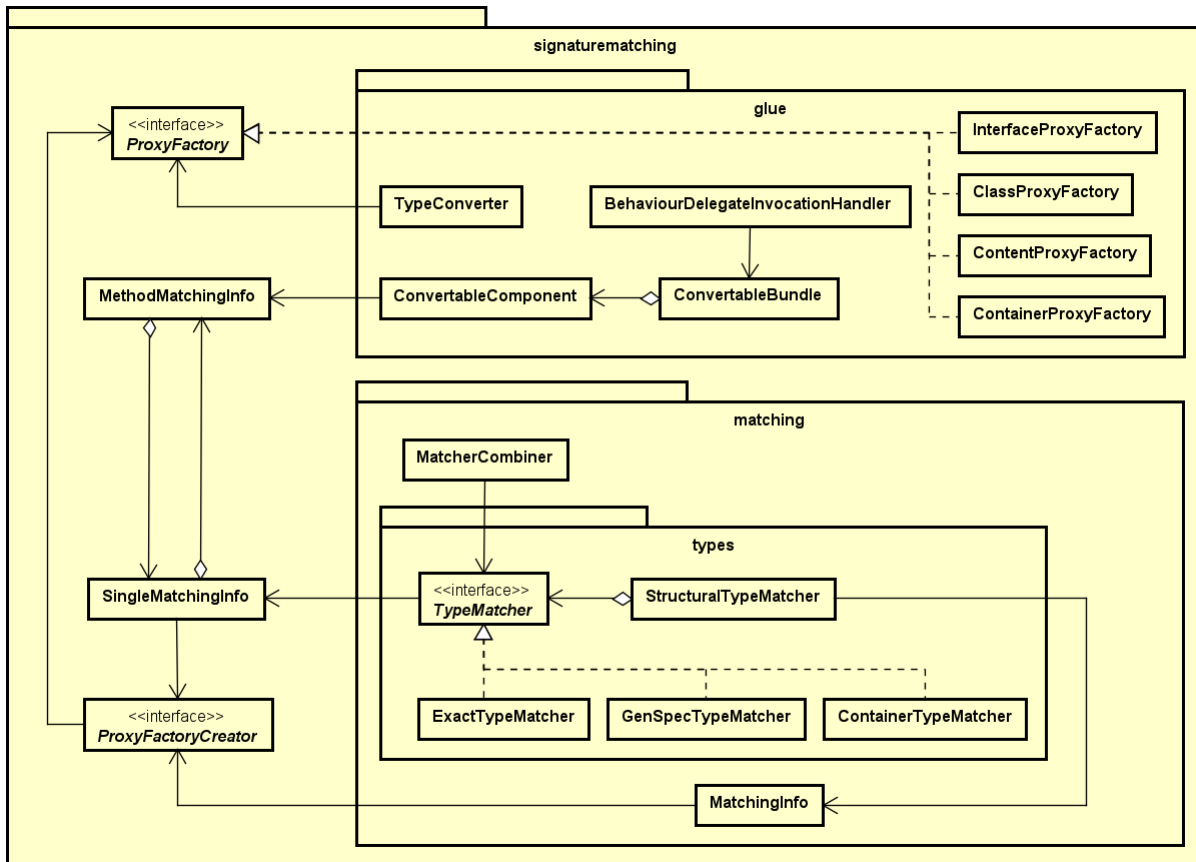 signaturematching
glue
<<interface>>
ProxyFactory
InterfaceProxyFactory
TypeConverter
BehaviourDelegateInvocationHandler
ClassProxyFactory
ContentProxyFactory
MethodMatchingInfo
ConvertableComponent
ConvertableBundle
ContainerProxyFactory
matching
MatcherCombiner
types
SingleMatchingInfo
<<interface>>
TypeMatcher
StructuralTypeMatcher
<<interface>>
ProxyFactoryCreator
ExactTypeMatcher
GenSpecTypeMatcher
ContainerTypeMatcher
MatchingInfo